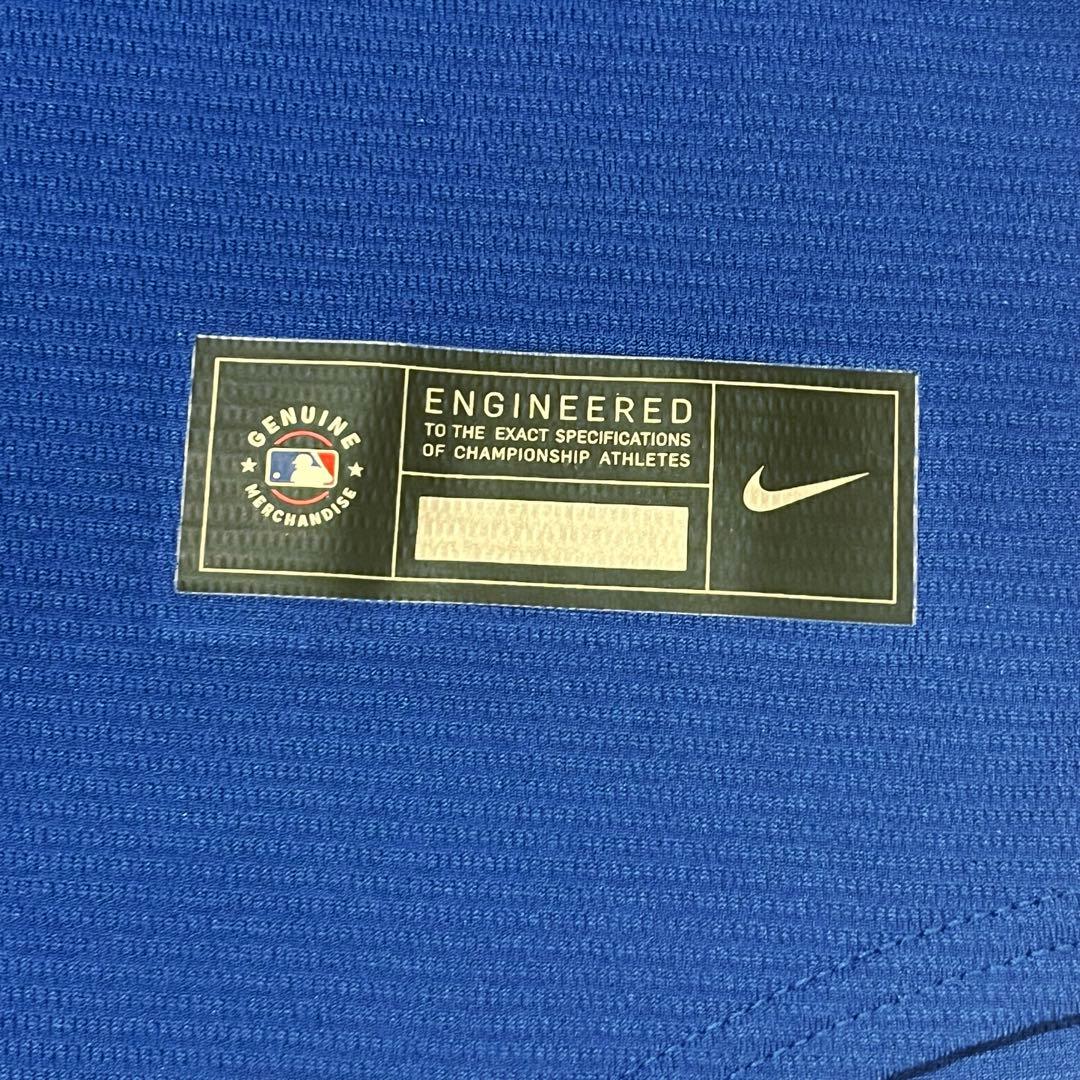 GENUINE
MERCHANDISE
ENGINEERED
TO THE EXACT SPECIFICATIONS
OF CHAMPIONSHIP ATHLETES